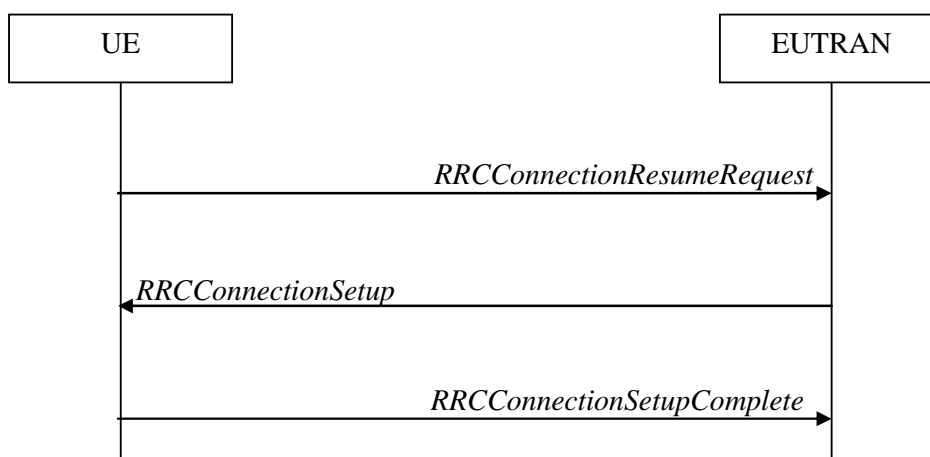 UE
EUTRAN
RRCConnectionResumeRequest
RRCConnectionSetup
RRCConnectionSetupComplete